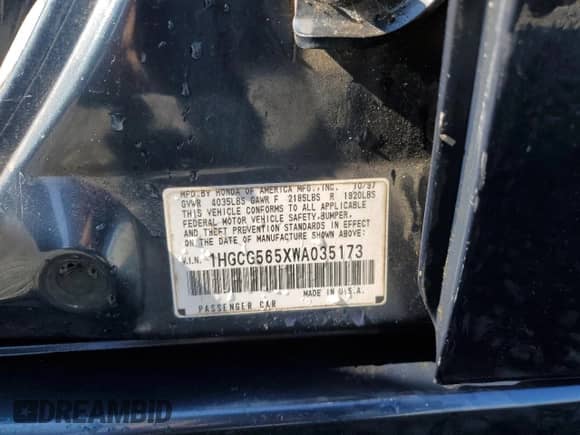 MFD.BY HONDA OF AMERICA MFG.,INC. 10/97
GVWR 4035LBS GAWR F 2185LBS R 1920LBS
THIS VEHICLE CONFORMS TO ALL APPLICABLE
FEDERAL MOTOR VEHICLE SAFETY,BUMPER,
AND THEFT PREVENTION STANDARDS IN EFFECT
ON THE DATE OF MANUFACTURE SHOWN ABOVE.
V.I.N. 1HGCG565XWA035173
MADE IN U.S.A.
PASSENGER CAR
DREAMBID